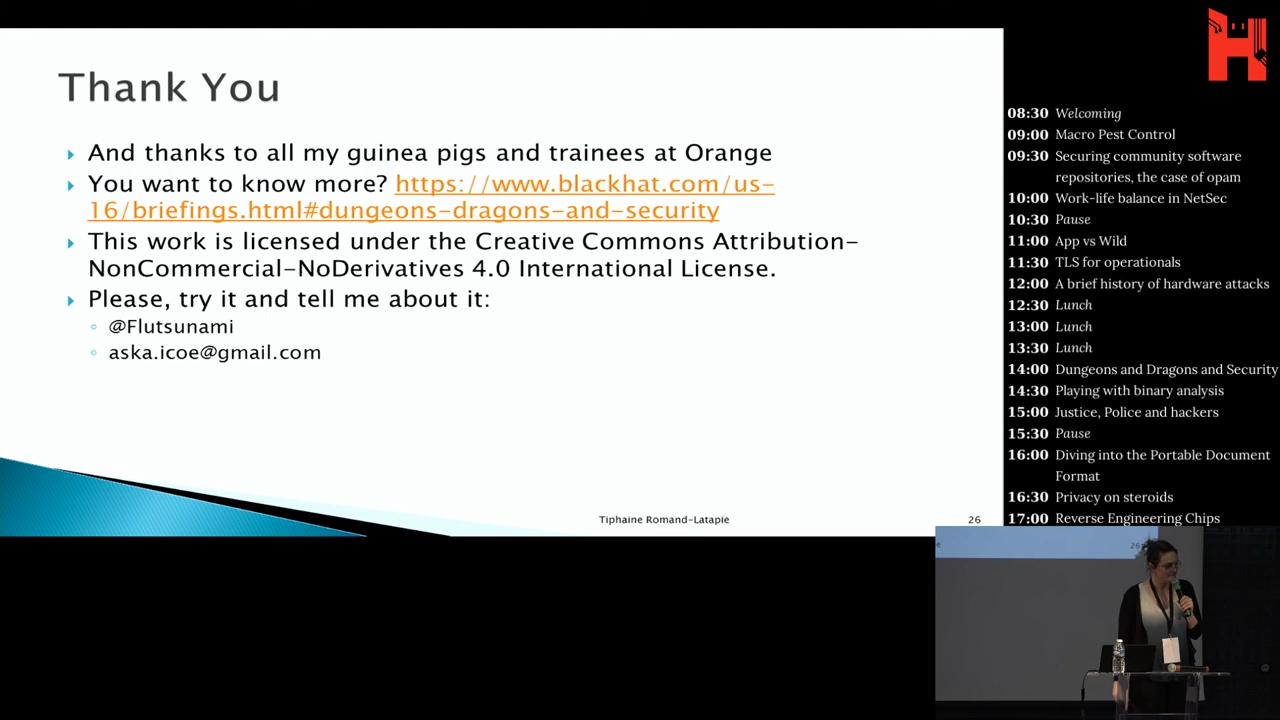 Thank You
And thanks to all my guinea pigs and trainees at Orange
You want to know more? https://www.blackhat.com/us-
16/briefings.html#dungeons-dragons-and-security
This work is licensed under the Creative Commons Attribution-
NonCommercial-NoDerivatives 4.0 International License.
Please, try it and tell me about it:
@Flutsunami
aska.icoe@gmail.com
Tiphaine Romand-Latapie
26
H
08:30 Welcoming
09:00 Macro Pest Control
09:30 Securing community software
repositories, the case of opam
10:00 Work-life balance in NetSec
10:30 Pause
11:00 App vs Wild
11:30 TLS for operationals
12:00 A brief history of hardware attacks
12:30 Lunch
13:00 Lunch
13:30 Lunch
14:00 Dungeons and Dragons and Security
14:30 Playing with binary analysis
15:00 Justice, Police and hackers
15:30 Pause
16:00 Diving into the Portable Document
Format
16:30 Privacy on steroids
17:00 Reverse Engineering Chips
26